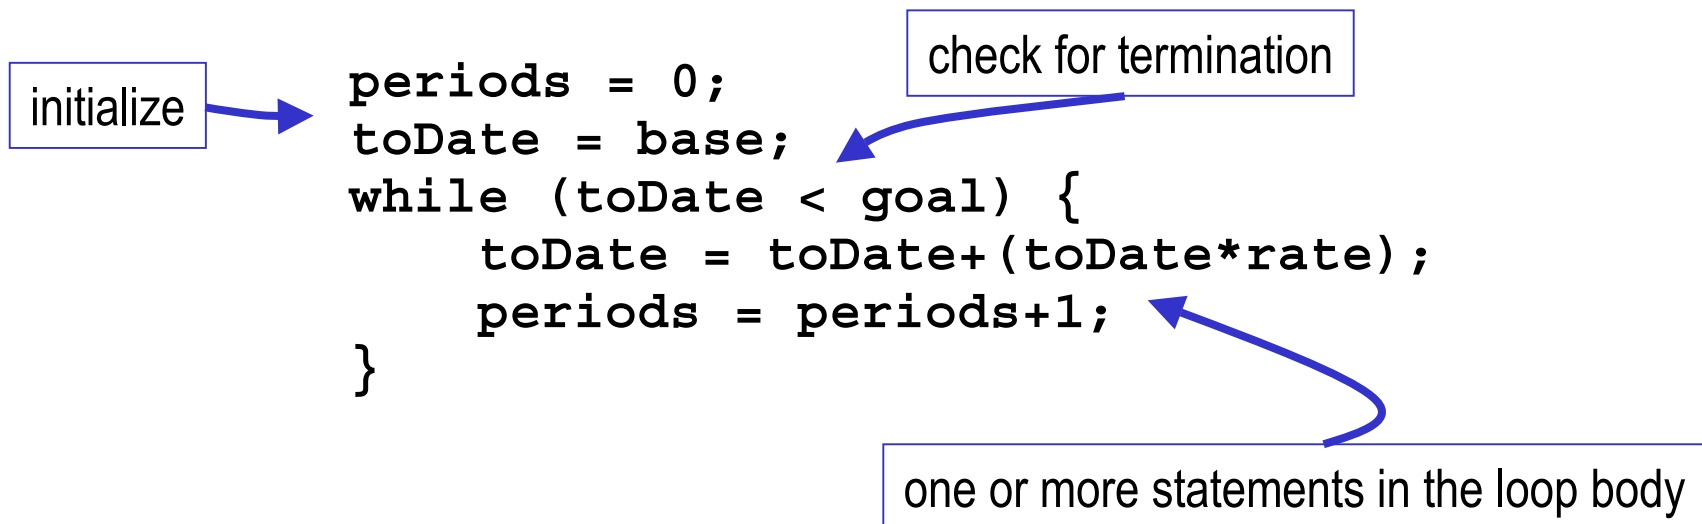 check for termination
initialize
periods = 0;
toDate = base;
while (toDate < goal) {
    toDate = toDate+(toDate*rate);
    periods = periods+1;
}
one or more statements in the loop body